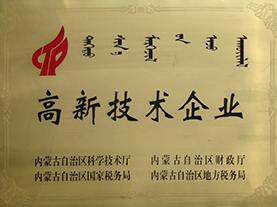 高新技术企业
内蒙古自治区科学技术厅 内蒙古自治区财政厅
内蒙古自治区国家税务局 内蒙古自治区地方税务局